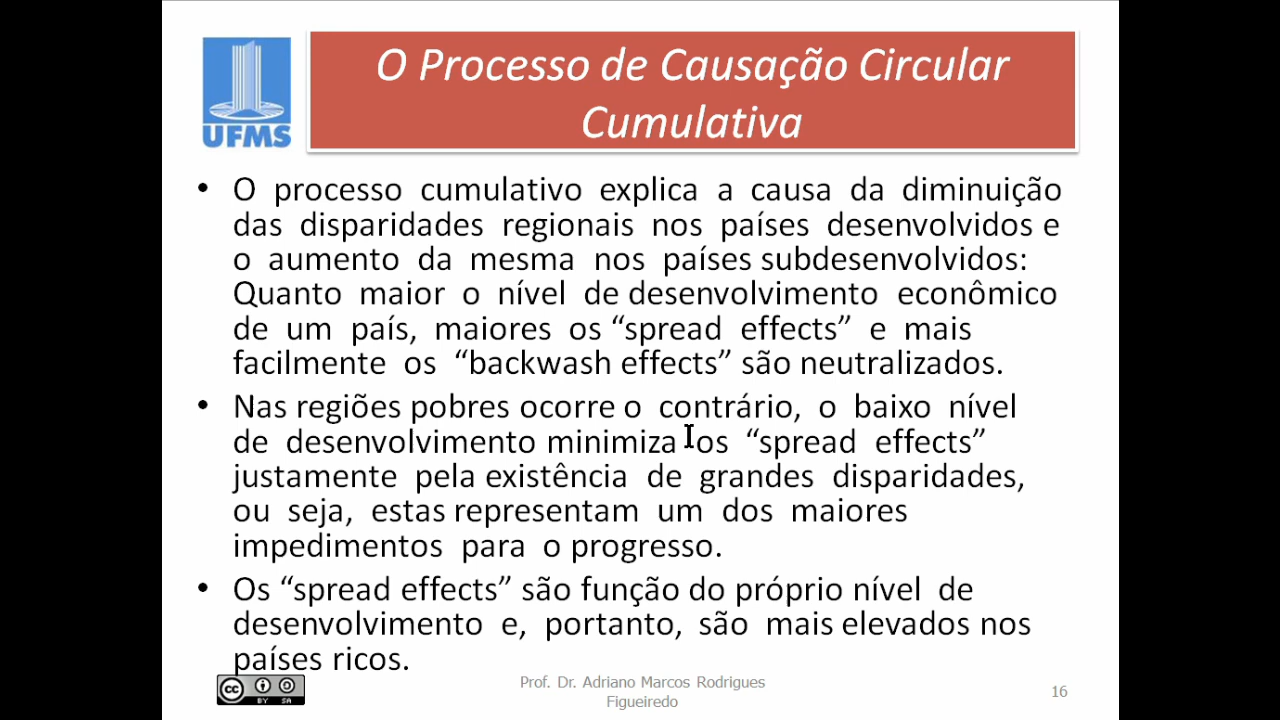 UFMS
O Processo de Causação Circular
Cumulativa
• O processo cumulativo explica a causa da diminuição
das disparidades regionais nos países desenvolvidos e
o aumento da mesma nos países subdesenvolvidos:
Quanto maior o nível de desenvolvimento econômico
de um país, maiores os “spread effects” e mais
facilmente os “backwash effects” são neutralizados.
• Nas regiões pobres ocorre o contrário, o baixo nível
de desenvolvimento minimiza os “spread effects”
justamente pela existência de grandes disparidades,
ou seja, estas representam um dos maiores
impedimentos para o progresso.
• Os “spread effects” são função do próprio nível de
desenvolvimento e, portanto, são mais elevados nos
países ricos.
cc BY SA
Prof. Dr. Adriano Marcos Rodrigues
Figueiredo
16